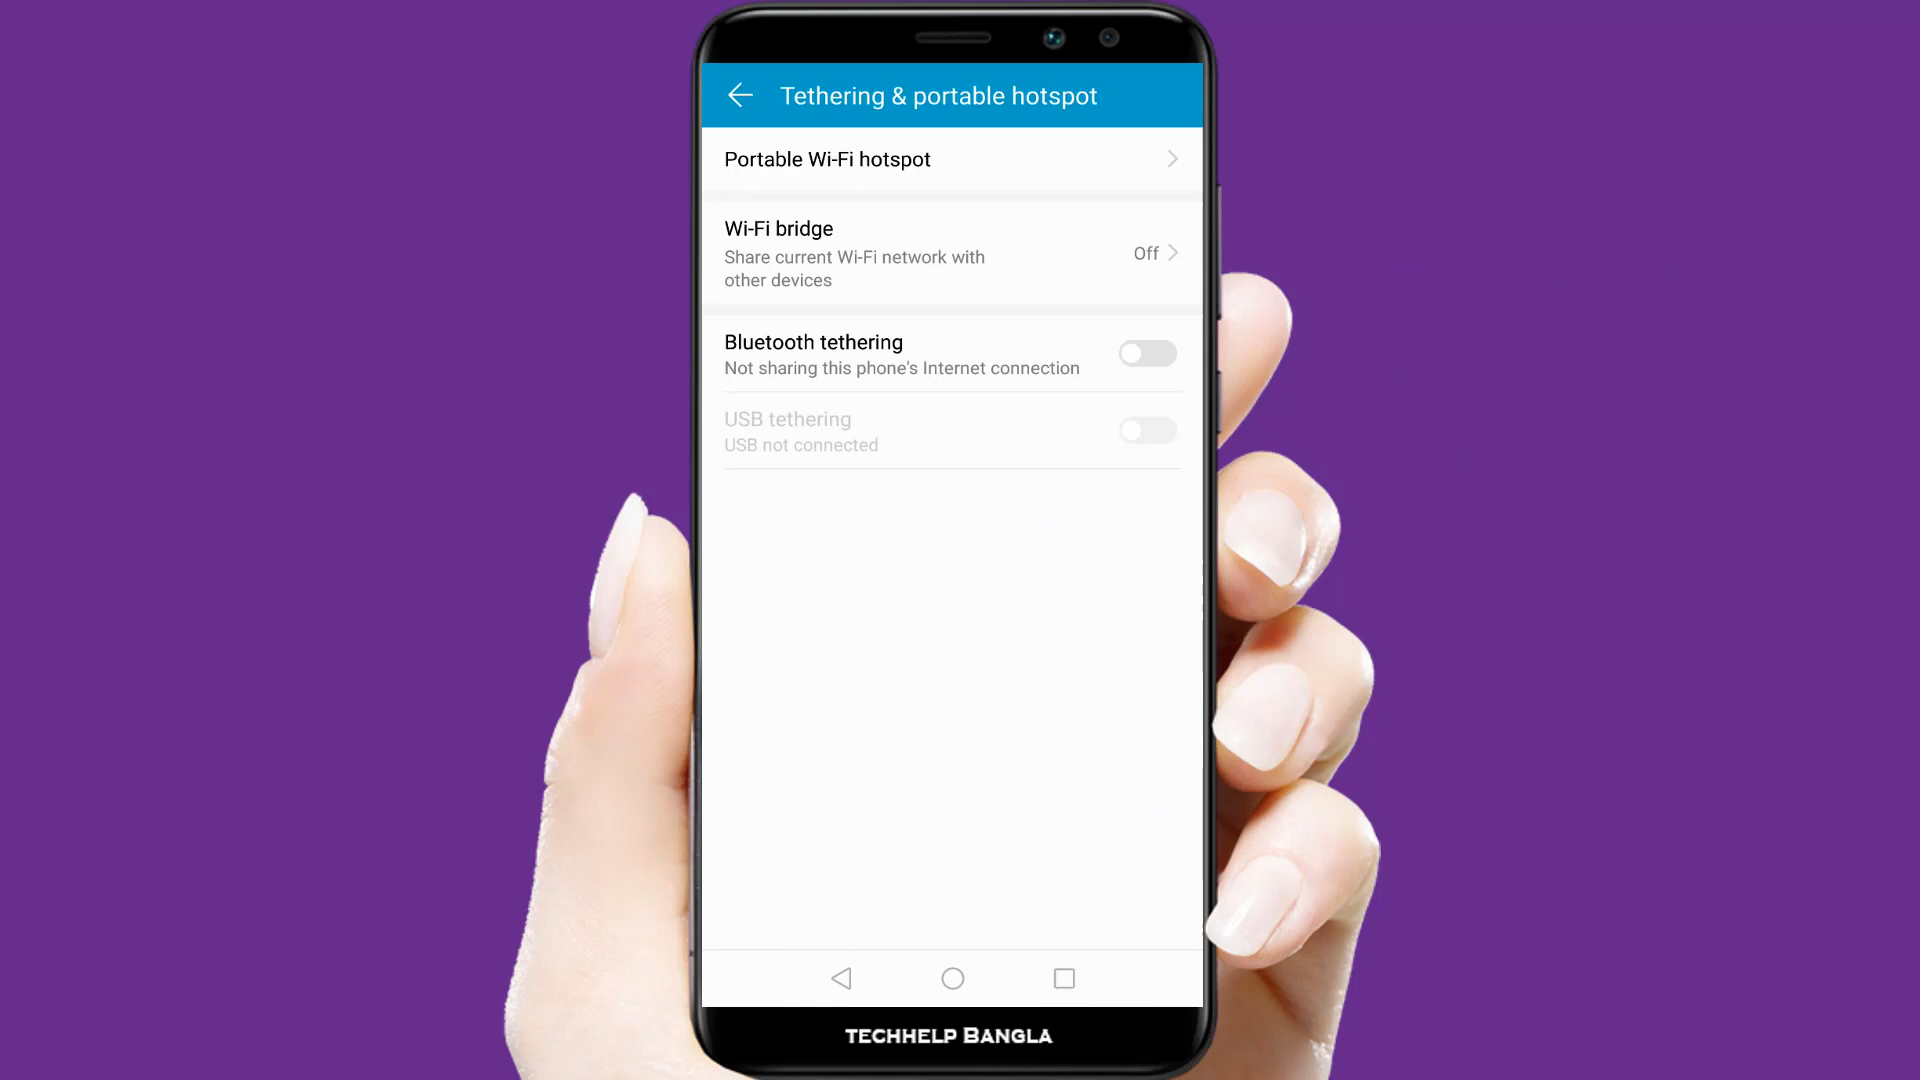 Tethering & portable hotspot
Portable Wi-Fi hotspot
Wi-Fi bridge
Share current Wi-Fi network with
other devices
Off
Bluetooth tethering
Not sharing this phone's Internet connection
USB tethering
USB not connected
TECHHELP BANGLA